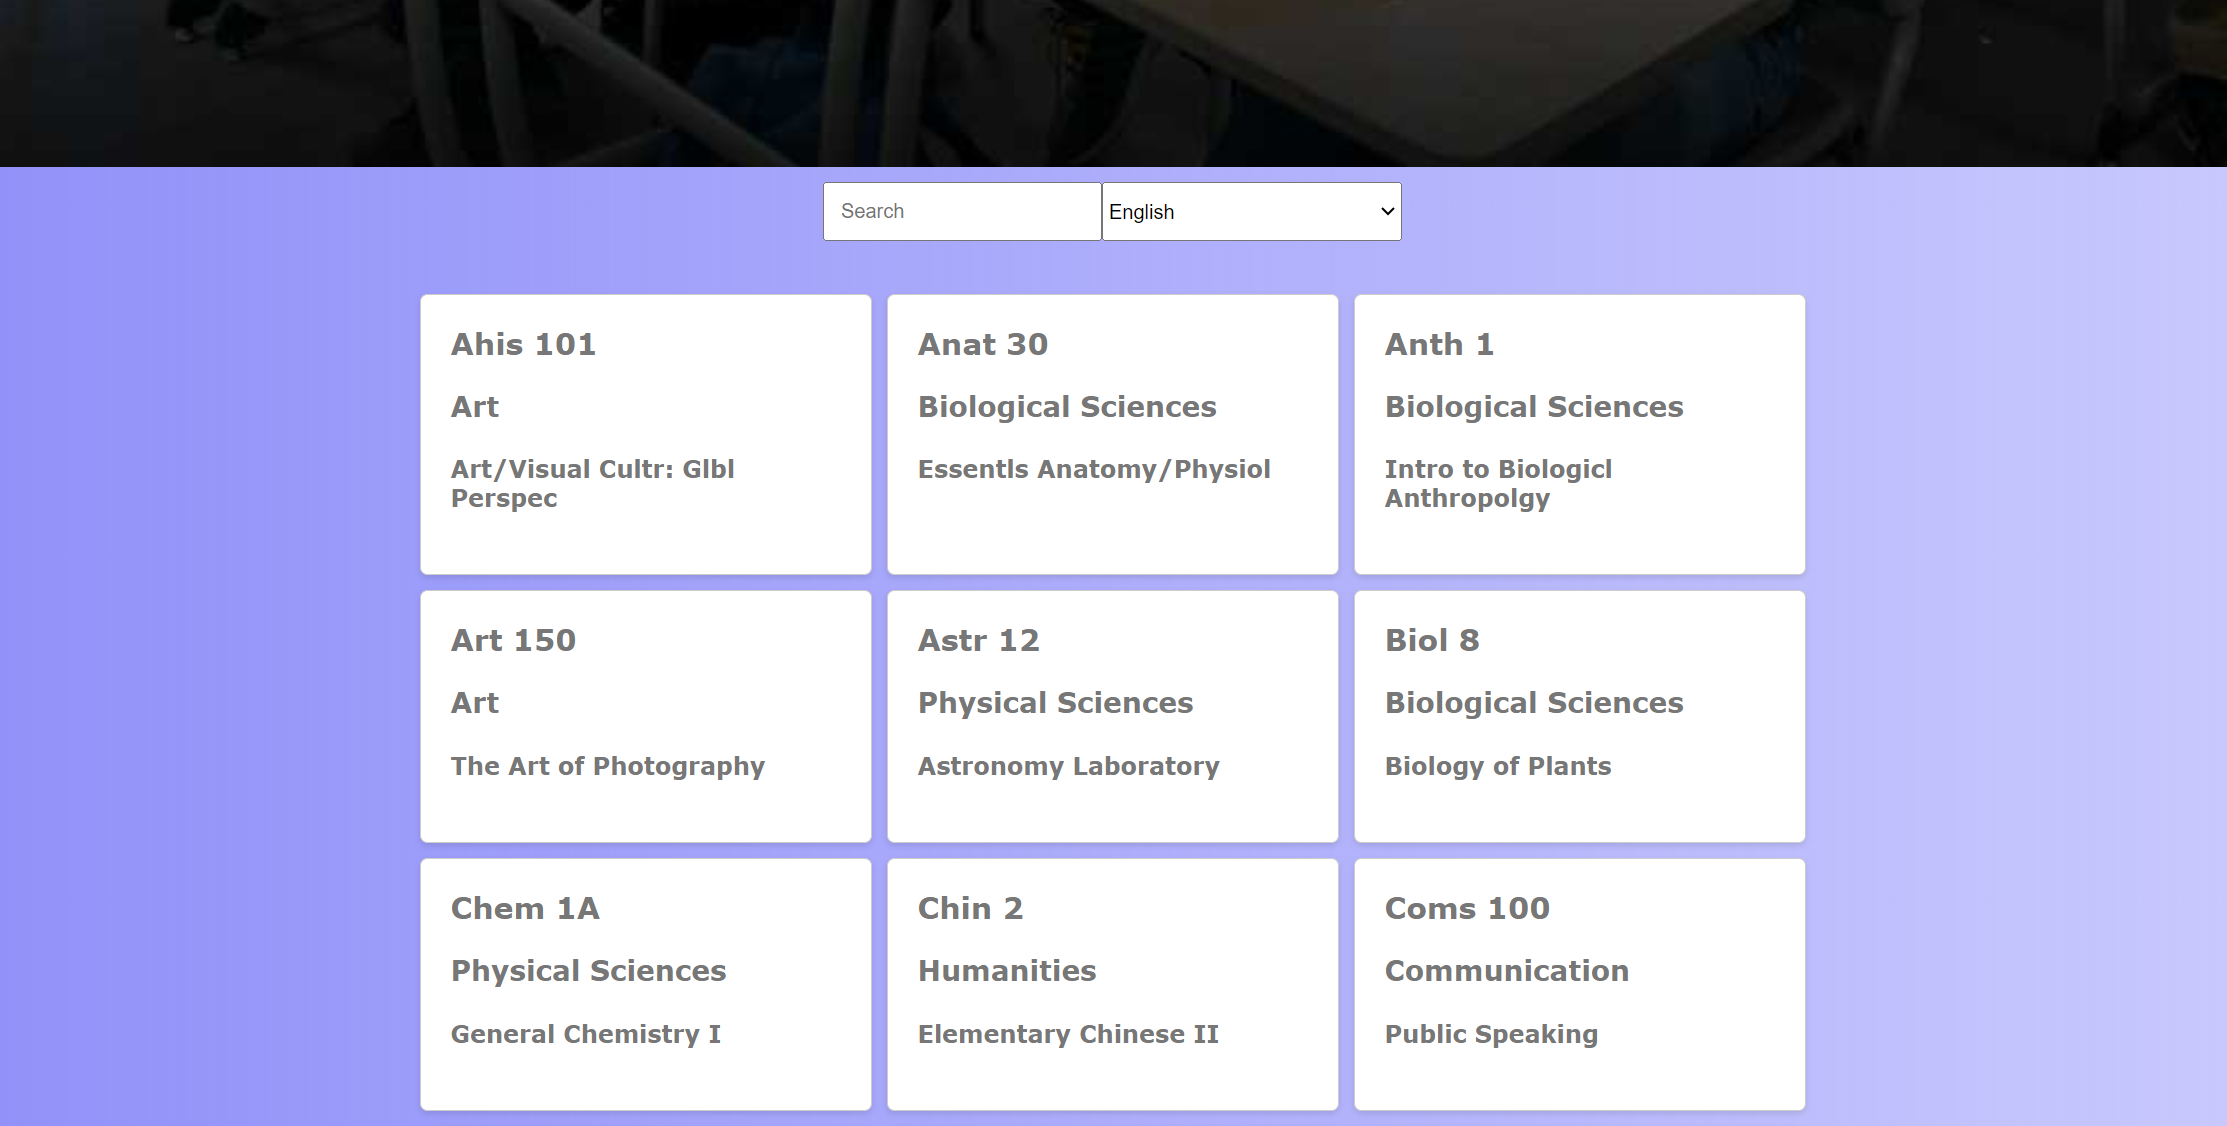 Search
English
Ahis 101
Art
Art/Visual Cultr: Glbl
Perspec
Anat 30
Biological Sciences
Essentls Anatomy/Physiol
Anth 1
Biological Sciences
Intro to Biologicl
Anthropolgy
Art 150
Art
The Art of Photography
Astr 12
Physical Sciences
Astronomy Laboratory
Biol 8
Biological Sciences
Biology of Plants
Chem 1A
Physical Sciences
General Chemistry I
Chin 2
Humanities
Elementary Chinese II
Coms 100
Communication
Public Speaking